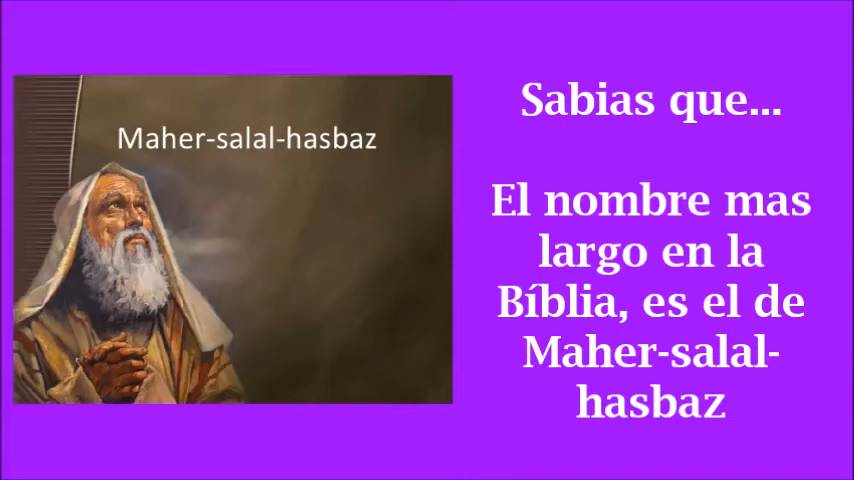 Maher-salal-hasbaz
Sabias que...
El nombre mas
largo en la
Bíblia, es el de
Maher-salal-
hasbaz